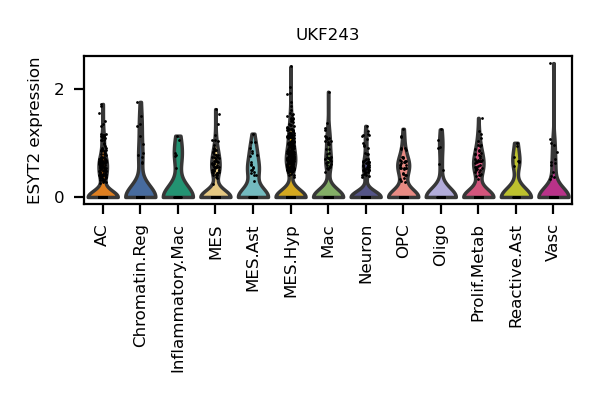 UKF243
ESYT2 expression
2
0
AC
Chromatin.Reg
Inflammatory.Mac
MES
MES.Ast
MES.Hyp
Mac
Neuron
OPC
Oligo
Prolif.Metab
Reactive.Ast
Vasc